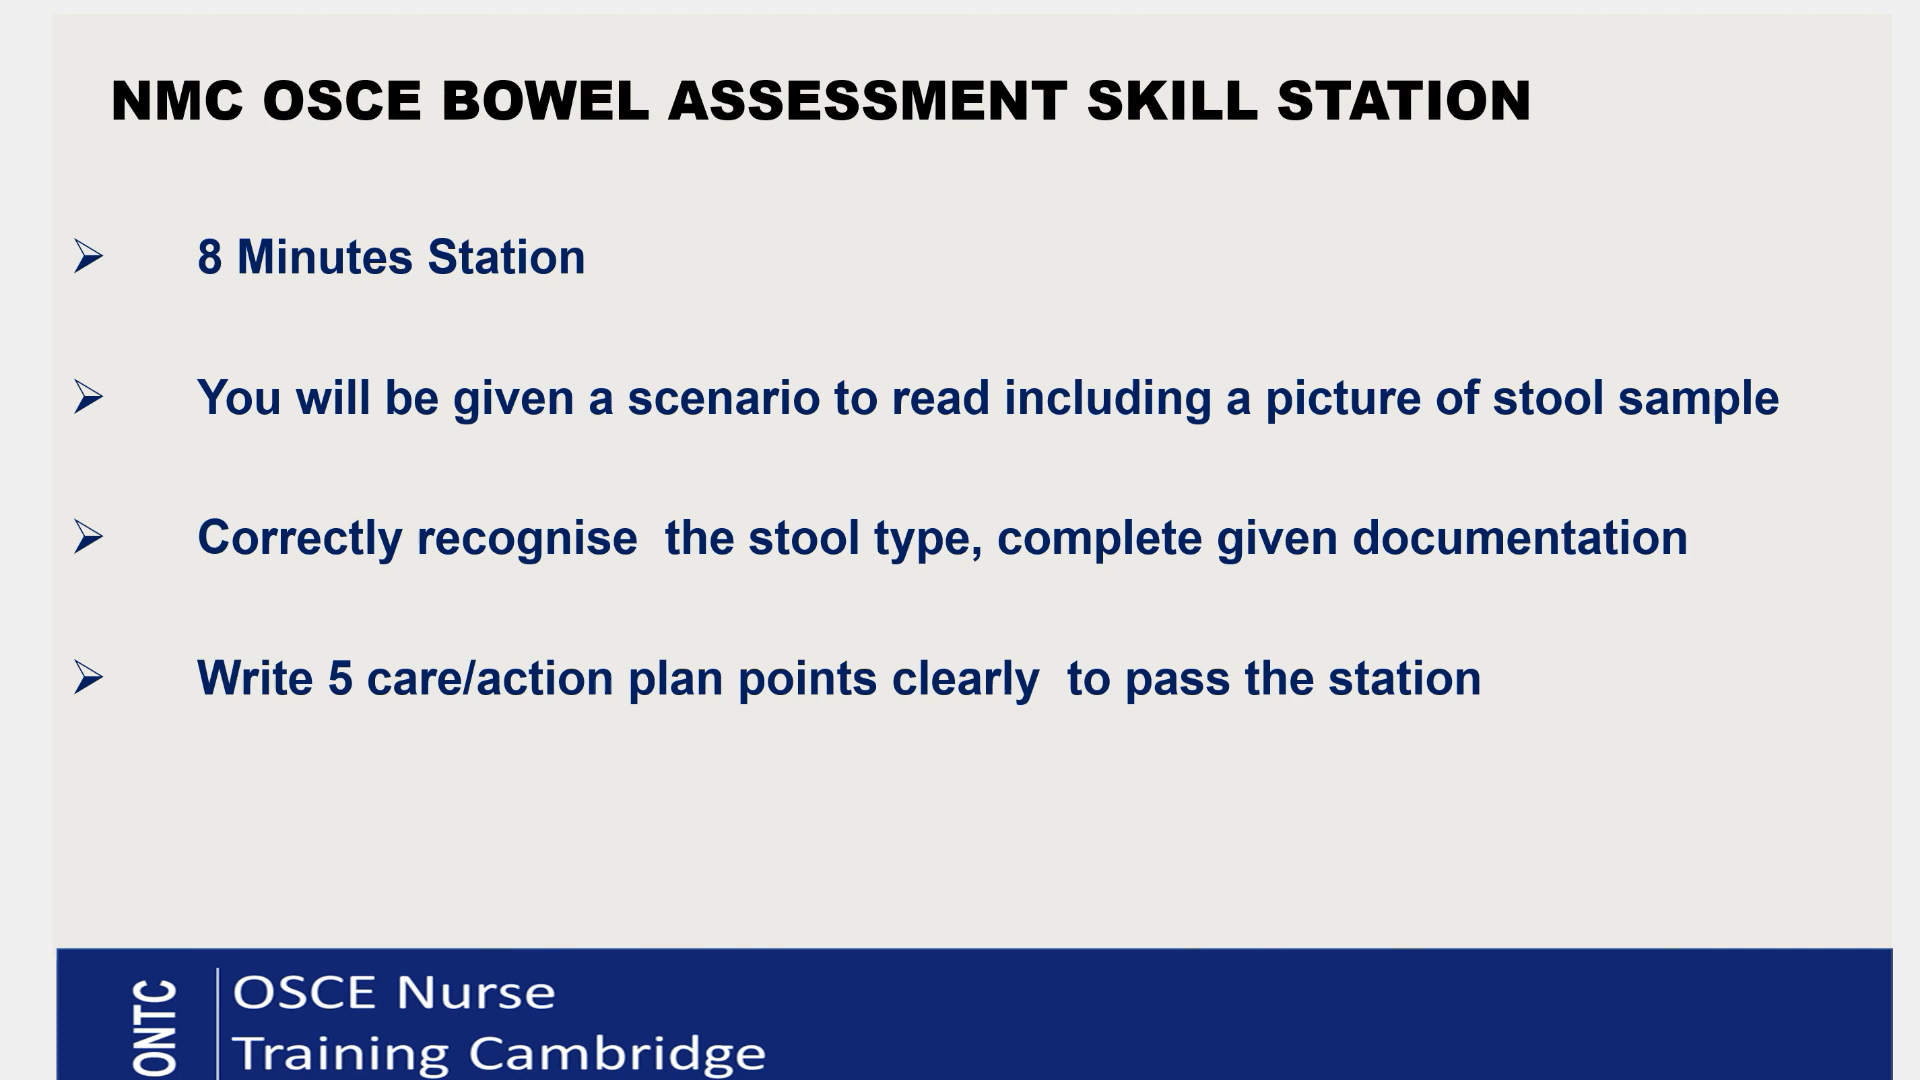 NMC OSCE BOWEL ASSESSMENT SKILL STATION
8 Minutes Station
You will be given a scenario to read including a picture of stool sample
Correctly recognise  the stool type, complete given documentation
Write 5 care/action plan points clearly  to pass the station
ONTC
OSCE Nurse
Training Cambridge